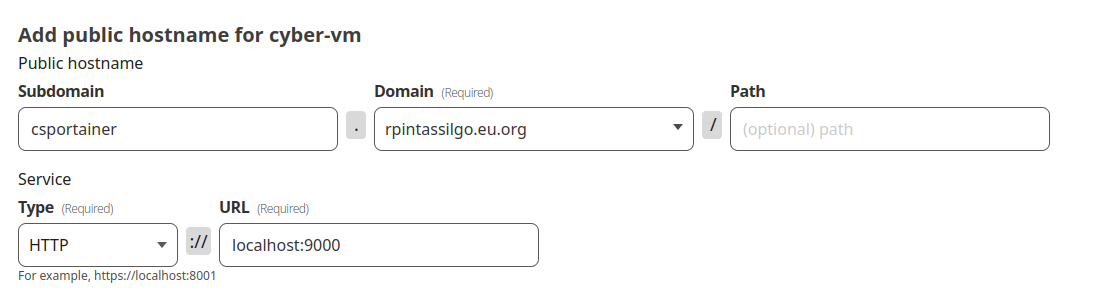 Add public hostname for cyber-vm
Public hostname
Subdomain Domain (Required) Path
csportainer . rpintassilgo.eu.org / (optional) path
Service
Type (Required) URL (Required)
HTTP :// localhost:9000
For example, https://localhost:8001